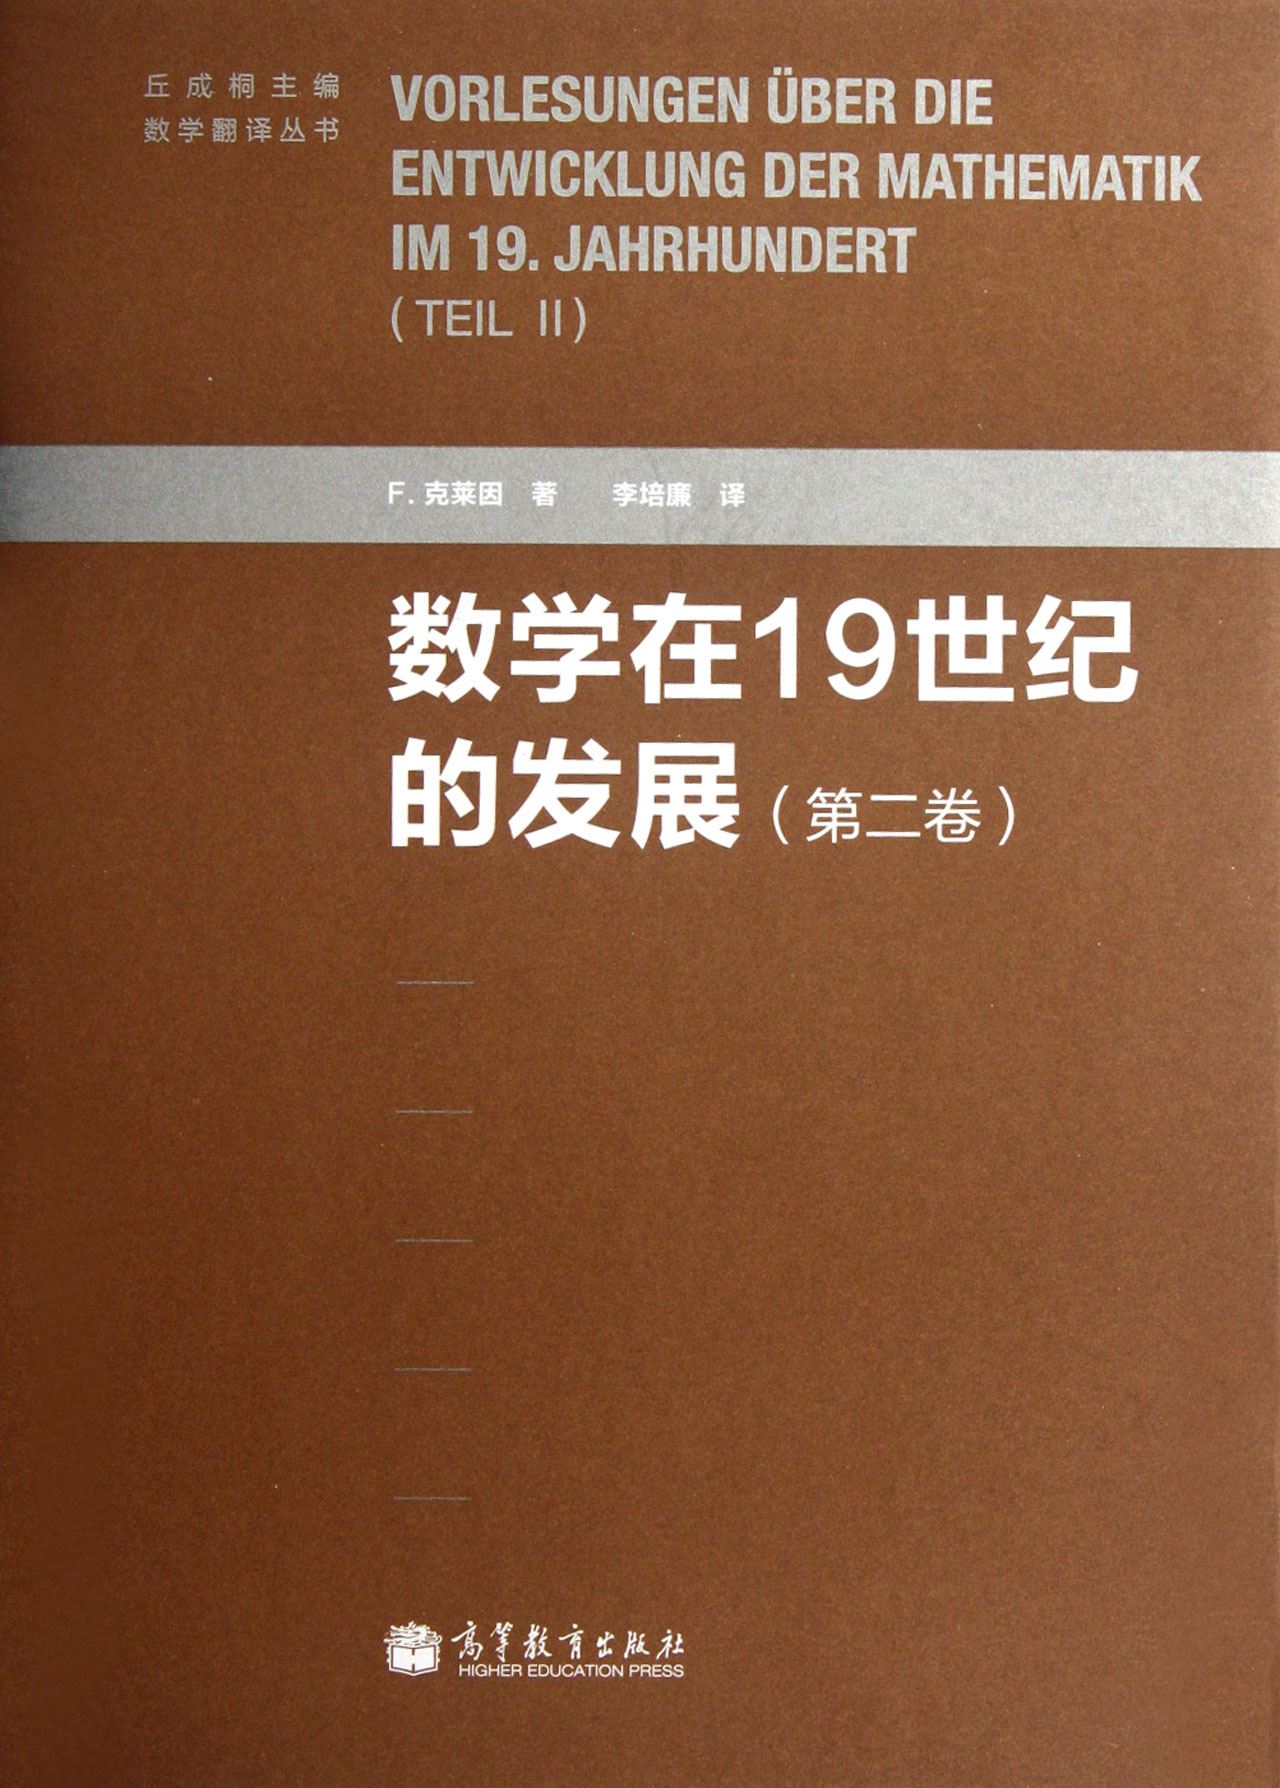 丘成桐主编
数学翻译丛书
VORLESUNGEN ÜBER DIE
ENTWICKLUNG DER MATHEMATIK
IM 19. JAHRHUNDERT
(TEIL II)
F. 克莱因 著 李培廉 译
数学在19世纪
的发展(第二卷)
高等教育出版社
HIGHER EDUCATION PRESS